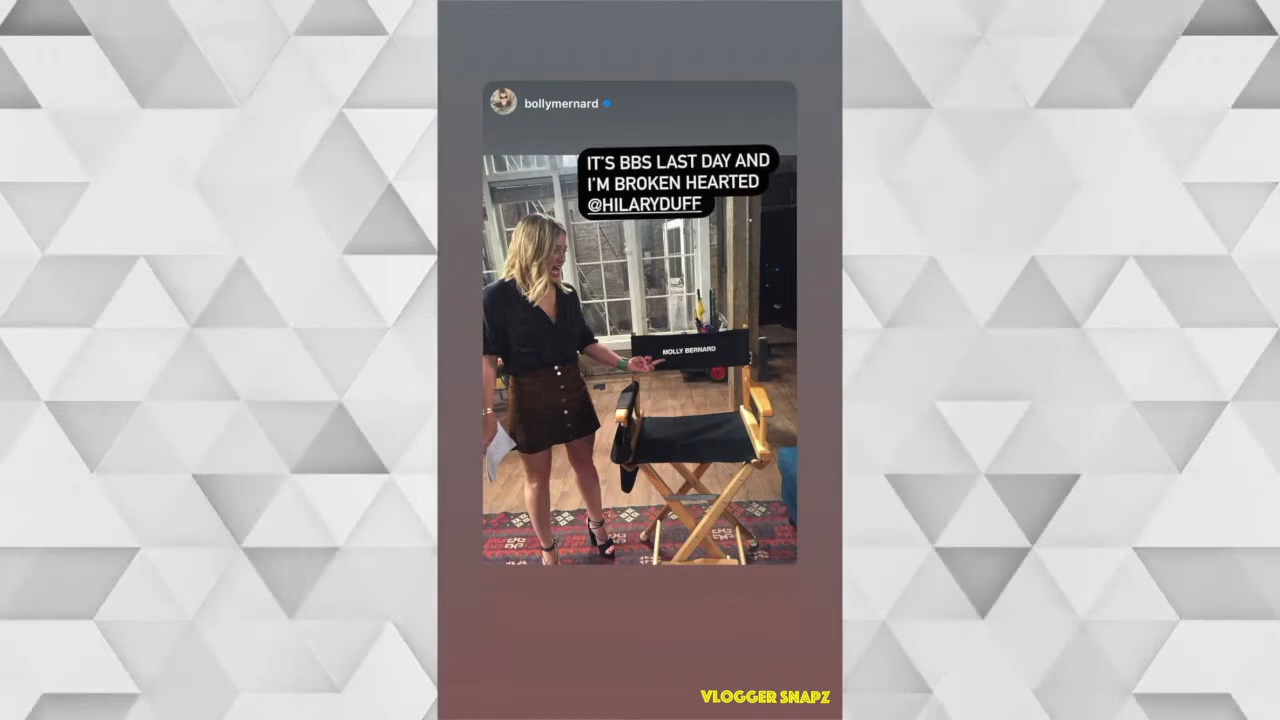 bollymernard
IT'S BBS LAST DAY AND
I'M BROKEN HEARTED
@HILARYDUFF
MOLLY BERNARD
VLOGGER SNAPZ